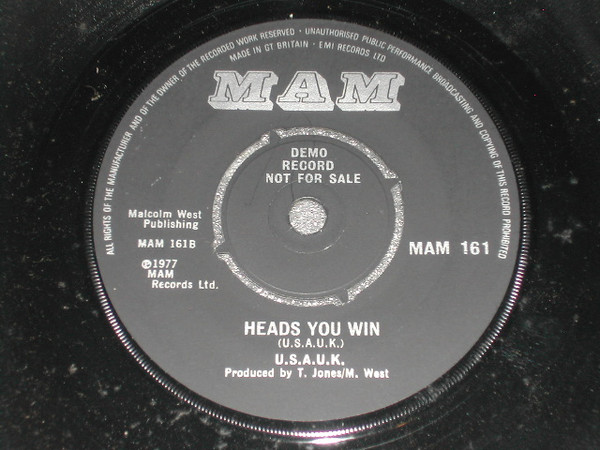 ALL RIGHTS OF THE MANUFACTURER AND OF THE OWNER OF THE RECORDED WORK RESERVED · UNAUTHORISED PUBLIC PERFORMANCE BROADCASTING AND COPYING OF THIS RECORD PROHIBITED
MADE IN GT BRITAIN · EMI RECORDS LTD
MAM
DEMO
RECORD
NOT FOR SALE
Malcolm West
Publishing
MAM 161B
℗1977
MAM
Records Ltd.
MAM 161
HEADS YOU WIN
(U.S.A.U.K.)
U.S.A.U.K.
Produced by T. Jones/M. West